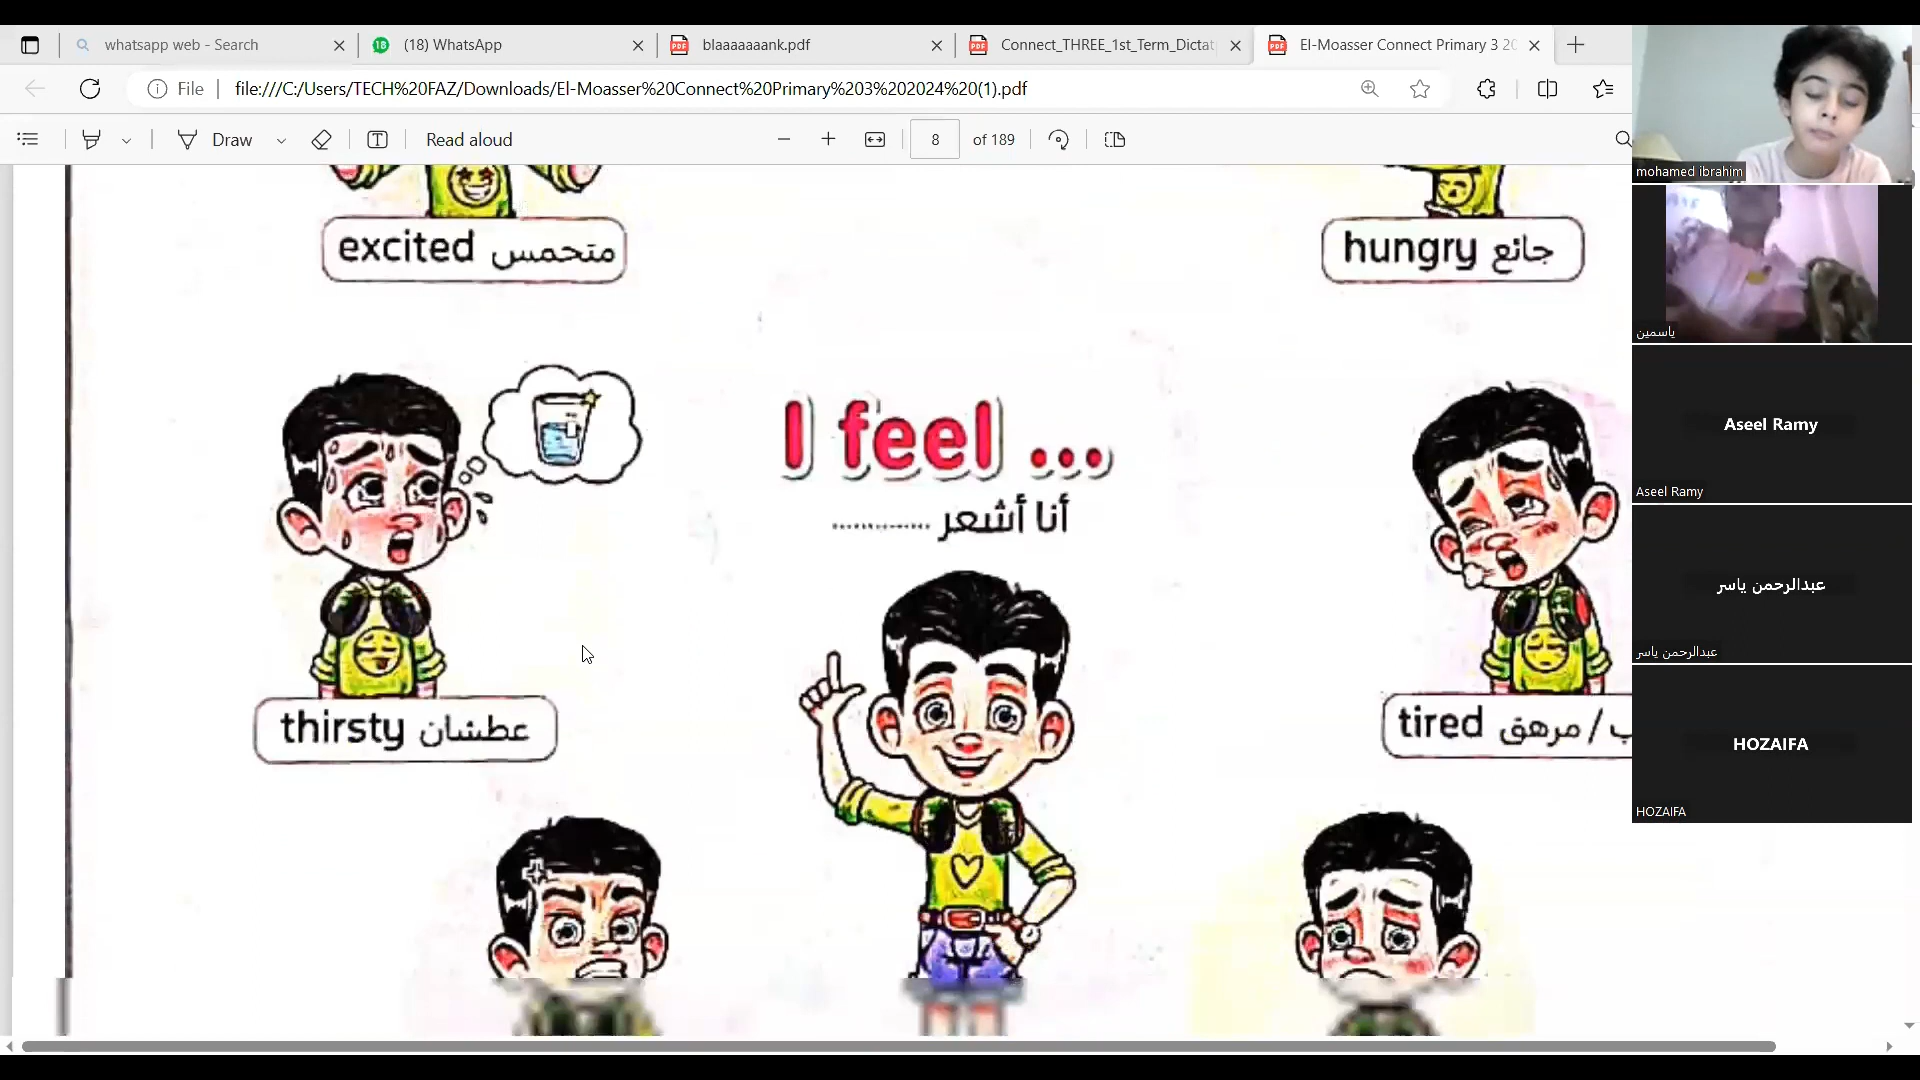 whatsapp web - Search
(18) WhatsApp
blaaaaaaank.pdf
Connect_THREE_1st_Term_Dictat
El-Moasser Connect Primary 3 20
File
file:///C:/Users/TECH%20FAZ/Downloads/El-Moasser%20Connect%20Primary%203%202024%20(1).pdf
Draw
Read aloud
8 of 189
excited متحمس
hungry جائع
I feel ...
أنا أشعر ............
thirsty عطشان
tired مرهق / ب
mohamed ibrahim
ياسمين
Aseel Ramy
Aseel Ramy
عبدالرحمن ياسر
عبدالرحمن ياسر
HOZAIFA
HOZAIFA